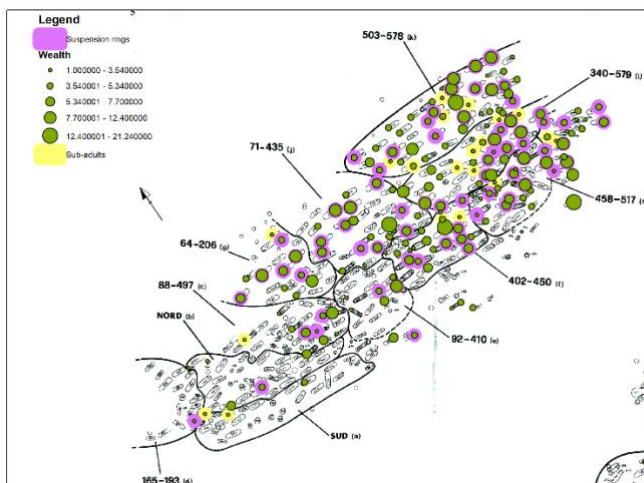 Legend
Suspension rings
Wealth
1.000000 - 3.540000
3.540001 - 5.340000
5.340001 - 7.700000
7.700001 - 12.400000
12.400001 - 21.240000
Sub-adults
503–578 (k)
340–579 (l)
71–435 (j)
458–517
64–206 (g)
88–497 (c)
402–450 (f)
NORD (b)
92–410 (e)
SUD (a)
165–193 (d)